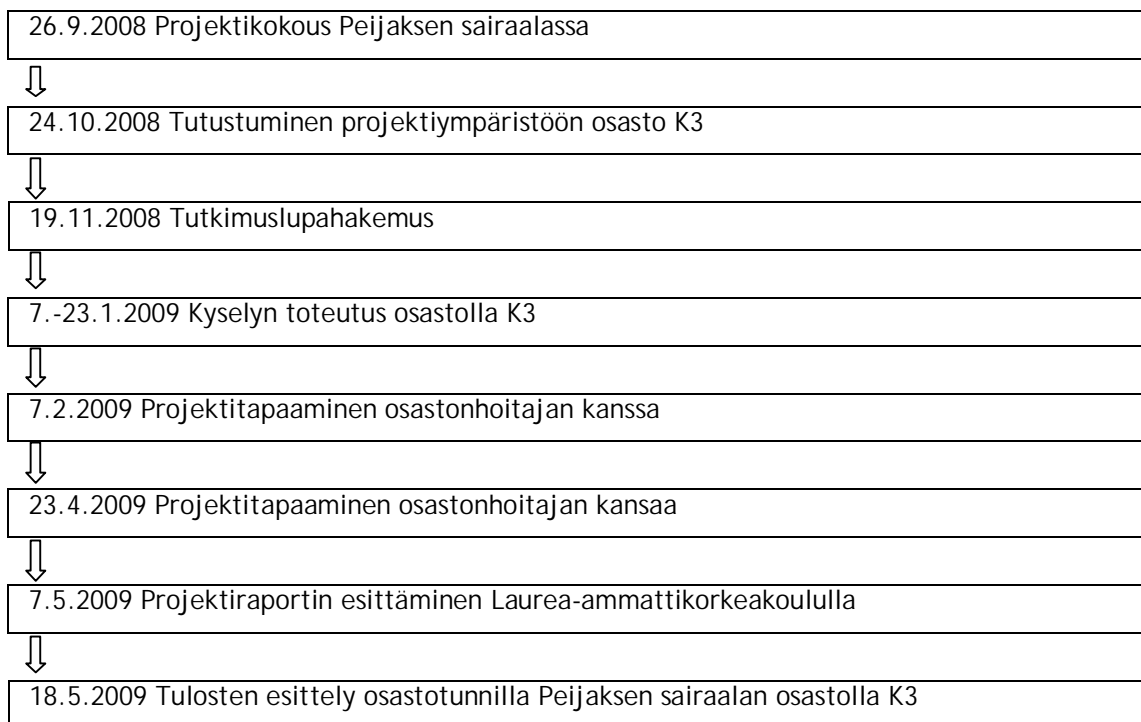 26.9.2008 Projektikokous Peijaksen sairaalassa
24.10.2008 Tutustuminen projektiympäristöön osasto K3
19.11.2008 Tutkimuslupahakemus
7.-23.1.2009 Kyselyn toteutus osastolla K3
7.2.2009 Projektitapaaminen osastonhoitajan kanssa
23.4.2009 Projektitapaaminen osastonhoitajan kansaa
7.5.2009 Projektiraportin esittäminen Laurea-ammattikorkeakoululla
18.5.2009 Tulosten esittely osastotunnilla Peijaksen sairaalan osastolla K3